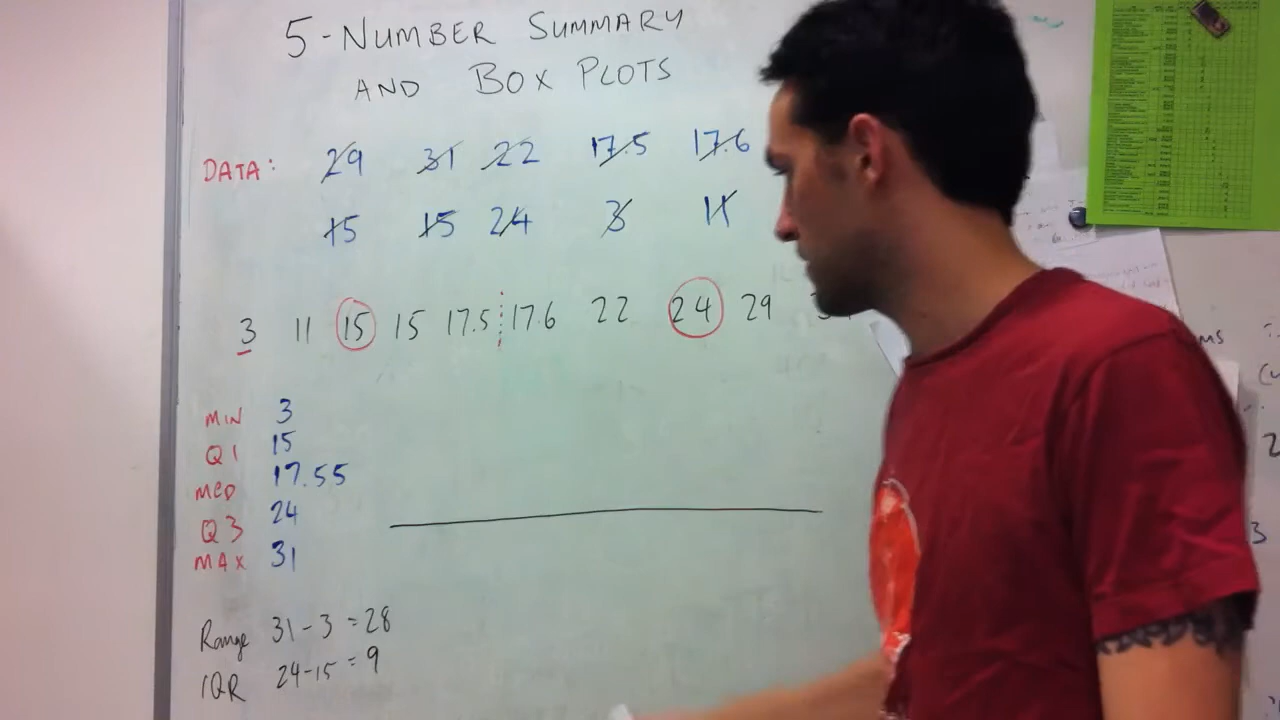 5-NUMBER SUMMARY
AND BOX PLOTS
DATA: 29 31 22 17.5 17.6
15 15 24 3 11
3 11 15 15 17.5 17.6 22 24 29
MIN 3
Q1 15
MED 17.55
Q3 24
MAX 31
Range 31-3 =28
IQR 24-15 =9